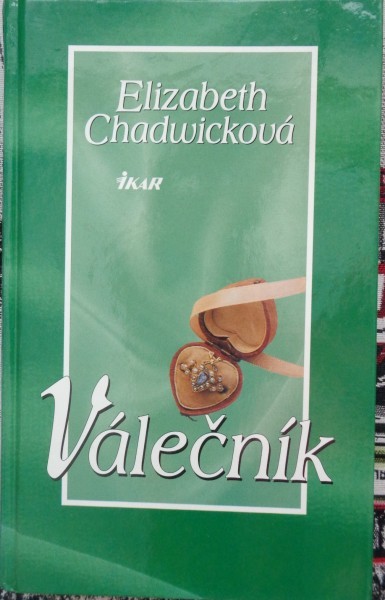 Elizabeth
Chadwicková
IKAR
Válečník